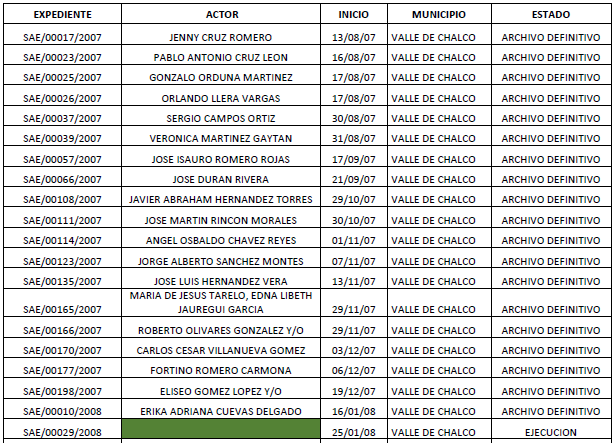 EXPEDIENTE ACTOR INICIO MUNICIPIO ESTADO
SAE/00017/2007 JENNY CRUZ ROMERO 13/08/07 VALLE DE CHALCO ARCHIVO DEFINITIVO
SAE/00023/2007 PABLO ANTONIO CRUZ LEON 16/08/07 VALLE DE CHALCO ARCHIVO DEFINITIVO
SAE/00025/2007 GONZALO ORDUNA MARTINEZ 17/08/07 VALLE DE CHALCO ARCHIVO DEFINITIVO
SAE/00026/2007 ORLANDO LLERA VARGAS 17/08/07 VALLE DE CHALCO ARCHIVO DEFINITIVO
SAE/00037/2007 SERGIO CAMPOS ORTIZ 30/08/07 VALLE DE CHALCO ARCHIVO DEFINITIVO
SAE/00039/2007 VERONICA MARTINEZ GAYTAN 31/08/07 VALLE DE CHALCO ARCHIVO DEFINITIVO
SAE/00057/2007 JOSE ISAURO ROMERO ROJAS 17/09/07 VALLE DE CHALCO ARCHIVO DEFINITIVO
SAE/00066/2007 JOSE DURAN RIVERA 21/09/07 VALLE DE CHALCO ARCHIVO DEFINITIVO
SAE/00108/2007 JAVIER ABRAHAM HERNANDEZ TORRES 29/10/07 VALLE DE CHALCO ARCHIVO DEFINITIVO
SAE/00111/2007 JOSE MARTIN RINCON MORALES 30/10/07 VALLE DE CHALCO ARCHIVO DEFINITIVO
SAE/00114/2007 ANGEL OSBALDO CHAVEZ REYES 01/11/07 VALLE DE CHALCO ARCHIVO DEFINITIVO
SAE/00123/2007 JORGE ALBERTO SANCHEZ MONTES 07/11/07 VALLE DE CHALCO ARCHIVO DEFINITIVO
SAE/00135/2007 JOSE LUIS HERNANDEZ VERA 13/11/07 VALLE DE CHALCO ARCHIVO DEFINITIVO
MARIA DE JESUS TARELO, EDNA LIBETH
SAE/00165/2007 JAUREGUI GARCIA 29/11/07 VALLE DE CHALCO ARCHIVO DEFINITIVO
SAE/00166/2007 ROBERTO OLIVARES GONZALEZ Y/O 29/11/07 VALLE DE CHALCO ARCHIVO DEFINITIVO
SAE/00170/2007 CARLOS CESAR VILLANUEVA GOMEZ 03/12/07 VALLE DE CHALCO ARCHIVO DEFINITIVO
SAE/00177/2007 FORTINO ROMERO CARMONA 06/12/07 VALLE DE CHALCO ARCHIVO DEFINITIVO
SAE/00198/2007 ELISEO GOMEZ LOPEZ Y/O 19/12/07 VALLE DE CHALCO ARCHIVO DEFINITIVO
SAE/00010/2008 ERIKA ADRIANA CUEVAS DELGADO 16/01/08 VALLE DE CHALCO ARCHIVO DEFINITIVO
SAE/00029/2008 25/01/08 VALLE DE CHALCO EJECUCION